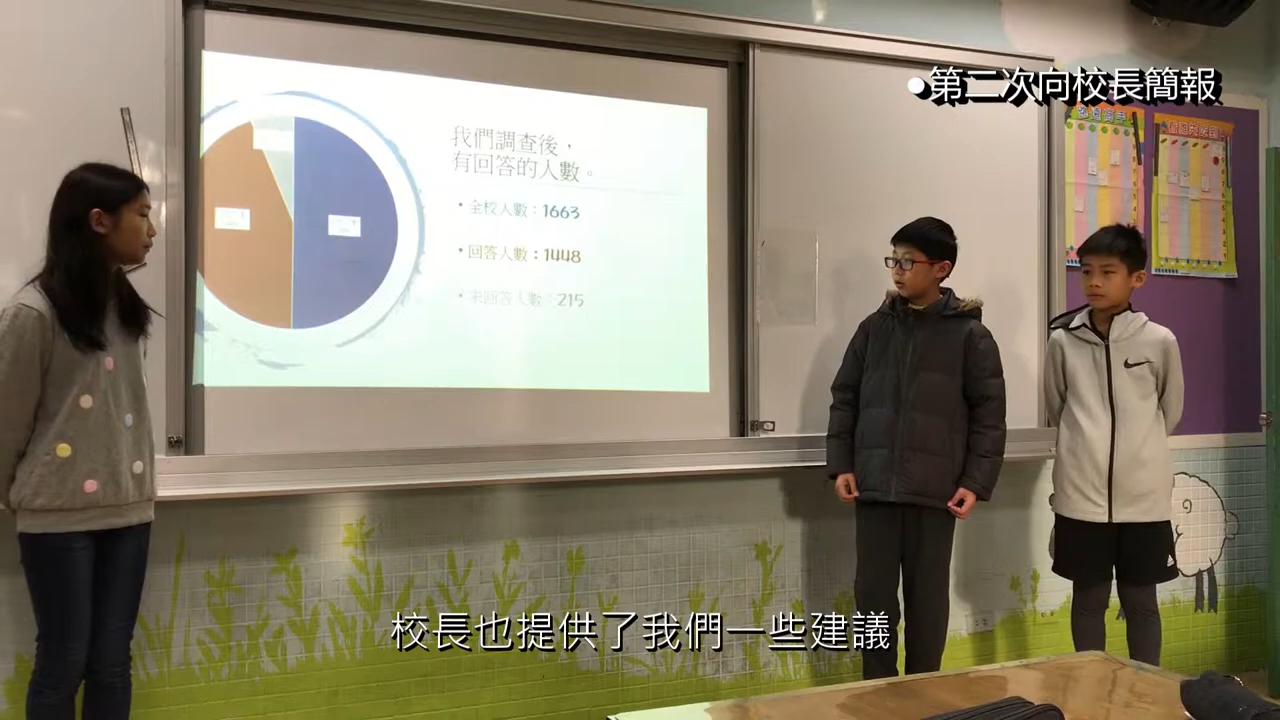 •第二次向校長簡報
我們調查後，
有回答的人數。
•全校人數：1663
•回答人數：1448
•未回答人數：215
校長也提供了我們一些建議